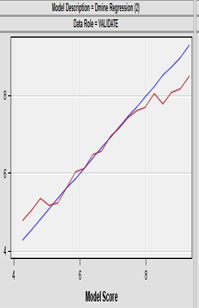 Model Description = Dmine Regression (2)
Data Role = VALIDATE
8
6
4
4
6
8
Model Score